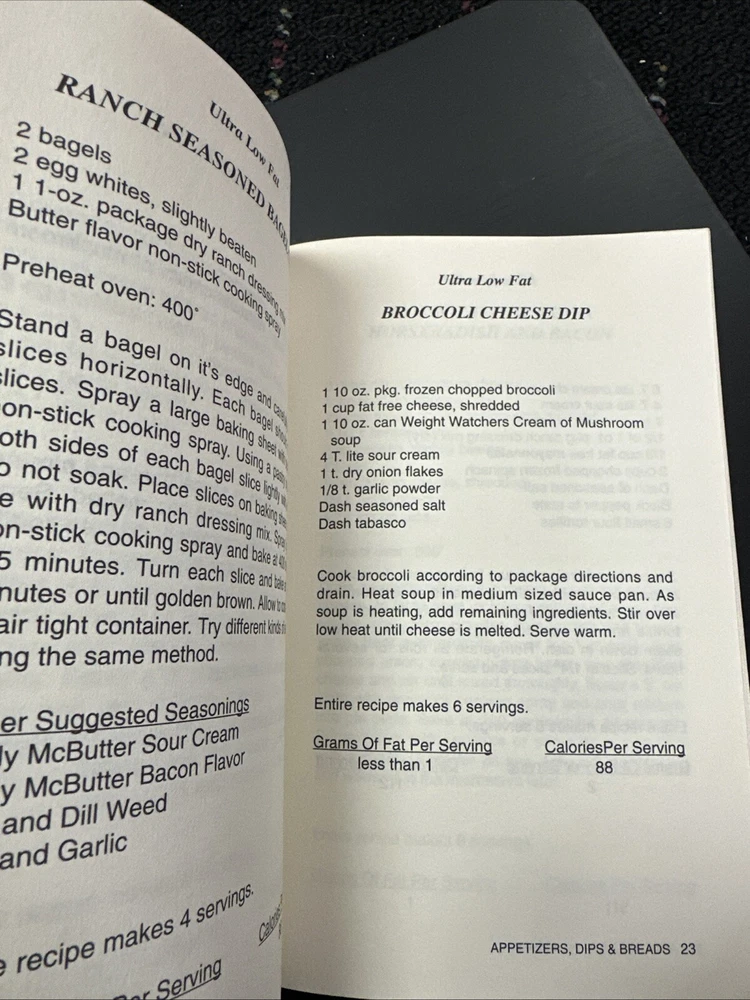 Ultra Low Fat
RANCH SEASONED
2 bagels
2 egg whites, slightly beaten
1 1-oz. package dry ranch dressing
Butter flavor non-stick cooking spray
Preheat oven: 400°
Stand a bagel on it's edge and
slices horizontally. Each bagel
slices. Spray a large baking sheet
on-stick cooking spray. Using a
oth sides of each bagel slice lightly
o not soak. Place slices on baking
e with dry ranch dressing mix.
on-stick cooking spray and bake at
5 minutes. Turn each slice and
nutes or until golden brown. Allow to
air tight container. Try different kinds
ng the same method.
er Suggested Seasonings
ly McButter Sour Cream
y McButter Bacon Flavor
and Dill Weed
and Garlic
e recipe makes 4 servings.
Per Serving
Ultra Low Fat
BROCCOLI CHEESE DIP
1 10 oz. pkg. frozen chopped broccoli
1 cup fat free cheese, shredded
1 10 oz. can Weight Watchers Cream of Mushroom
soup
4 T. lite sour cream
1 t. dry onion flakes
1/8 t. garlic powder
Dash seasoned salt
Dash tabasco
Cook broccoli according to package directions and
drain. Heat soup in medium sized sauce pan. As
soup is heating, add remaining ingredients. Stir over
low heat until cheese is melted. Serve warm.
Entire recipe makes 6 servings.
Grams Of Fat Per Serving CaloriesPer Serving
less than 1 88
APPETIZERS, DIPS & BREADS 23